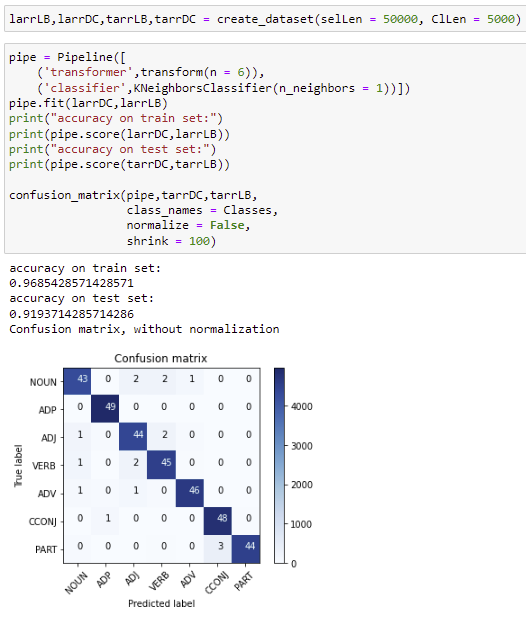 larrLB,larrDC,tarrLB,tarrDC = create_dataset(selLen = 50000, ClLen = 5000)
pipe = Pipeline([
('transformer',transform(n = 6)),
('classifier',KNeighborsClassifier(n_neighbors = 1))])
pipe.fit(larrDC,larrLB)
print("accuracy on train set:")
print(pipe.score(larrDC,larrLB))
print("accuracy on test set:")
print(pipe.score(tarrDC,tarrLB))
confusion_matrix(pipe,tarrDC,tarrLB,
class_names = Classes,
normalize = False,
shrink = 100)
accuracy on train set:
0.9685428571428571
accuracy on test set:
0.9193714285714286
Confusion matrix, without normalization
Confusion matrix
NOUN 43 0 2 2 1 0 0
ADP 0 49 0 0 0 0 0
ADJ 1 0 44 2 0 0 0
VERB 1 0 2 45 0 0 0
ADV 1 0 1 0 46 0 0
CCONJ 0 1 0 0 0 48 0
PART 0 0 0 0 0 3 44
NOUN ADP ADJ VERB ADV CCONJ PART
True label
Predicted label
4000
3000
2000
1000
0